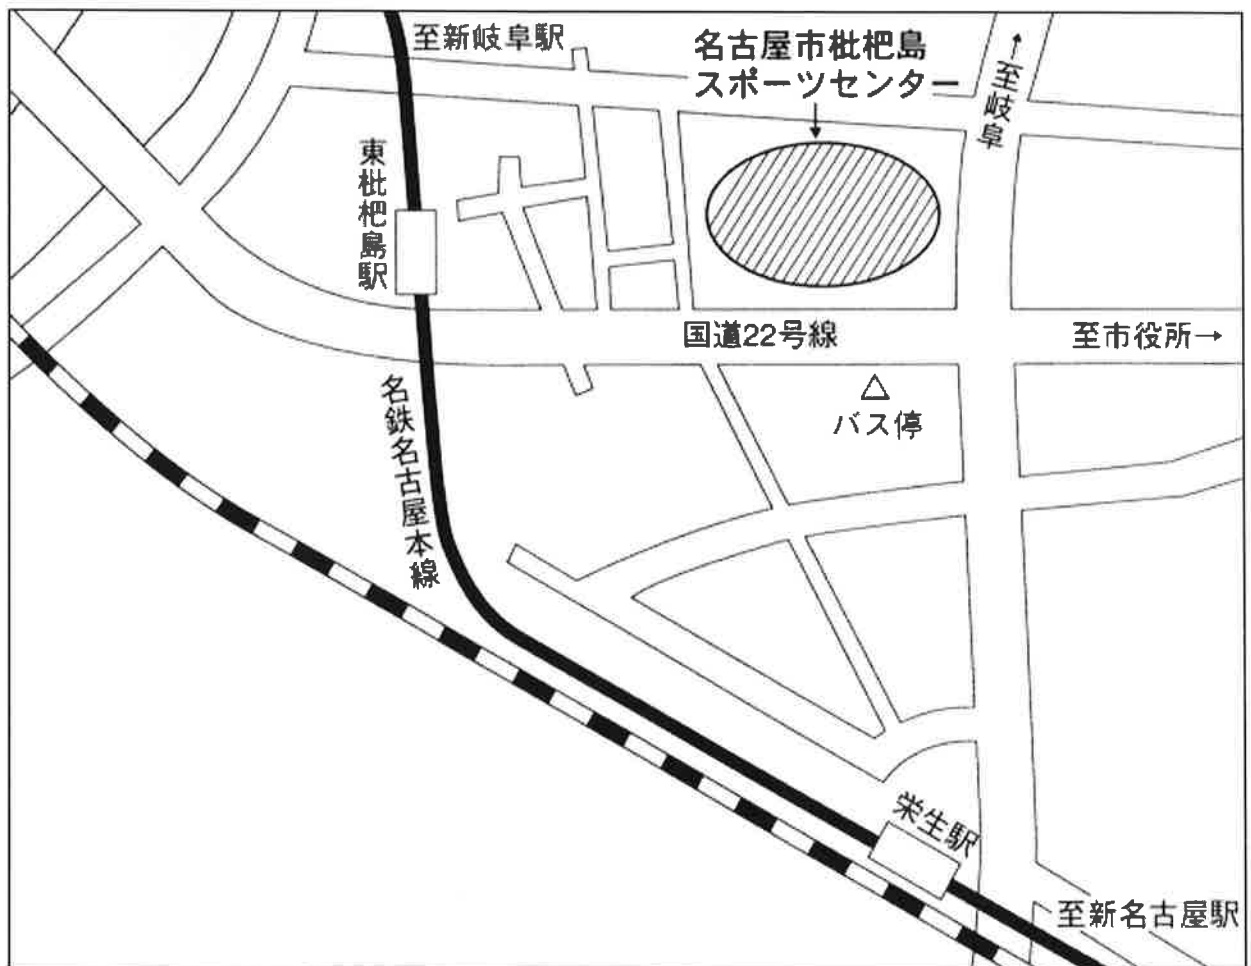 至新岐阜駅
名古屋市枇杷島
スポーツセンター
↑至岐阜
東枇杷島駅
国道22号線
至市役所→
バス停
名鉄名古屋本線
栄生駅
至新名古屋駅